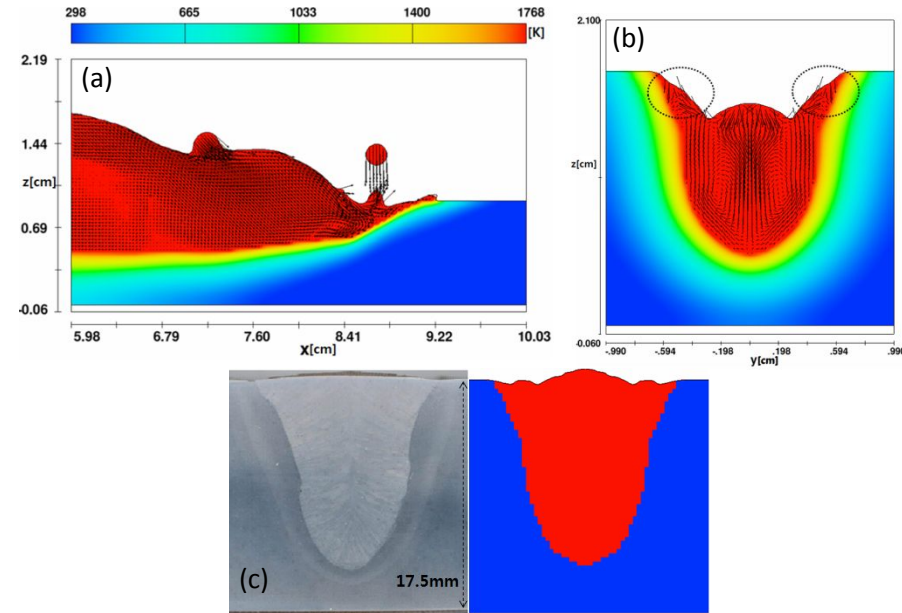 298 665 1033 1400 1768
[K]
(a)
2.19
1.44
z[cm]
0.69
-0.06
5.98 6.79 7.60 8.41 9.22 10.03
X[cm]
(b)
2.100
z[cm]
-0.060
-.990 -.594 -.198 .198 .594 .990
y[cm]
(c)
17.5mm